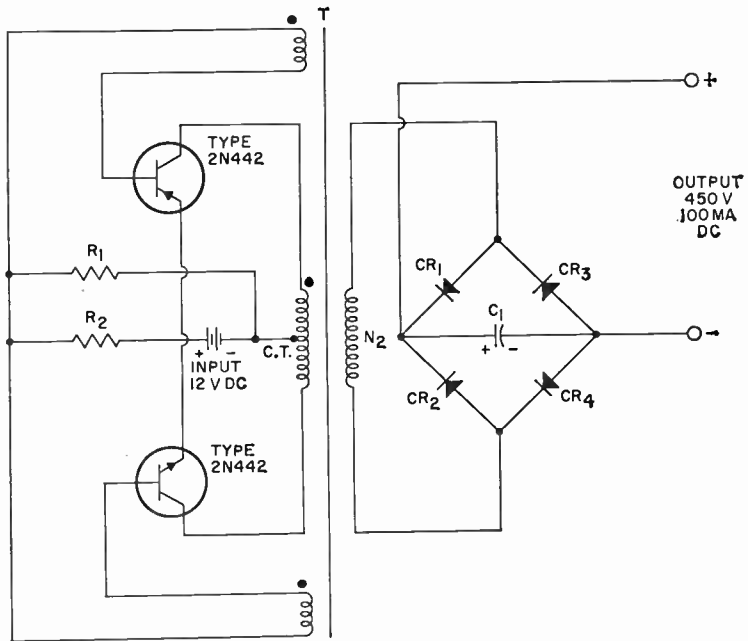 T
TYPE
2N442
OUTPUT
450 V
.100 MA
DC
R1
CR1
CR3
R2
C1
+ -
C.T.
N2
+ -
INPUT
12 V DC
CR2
CR4
TYPE
2N442
+
-